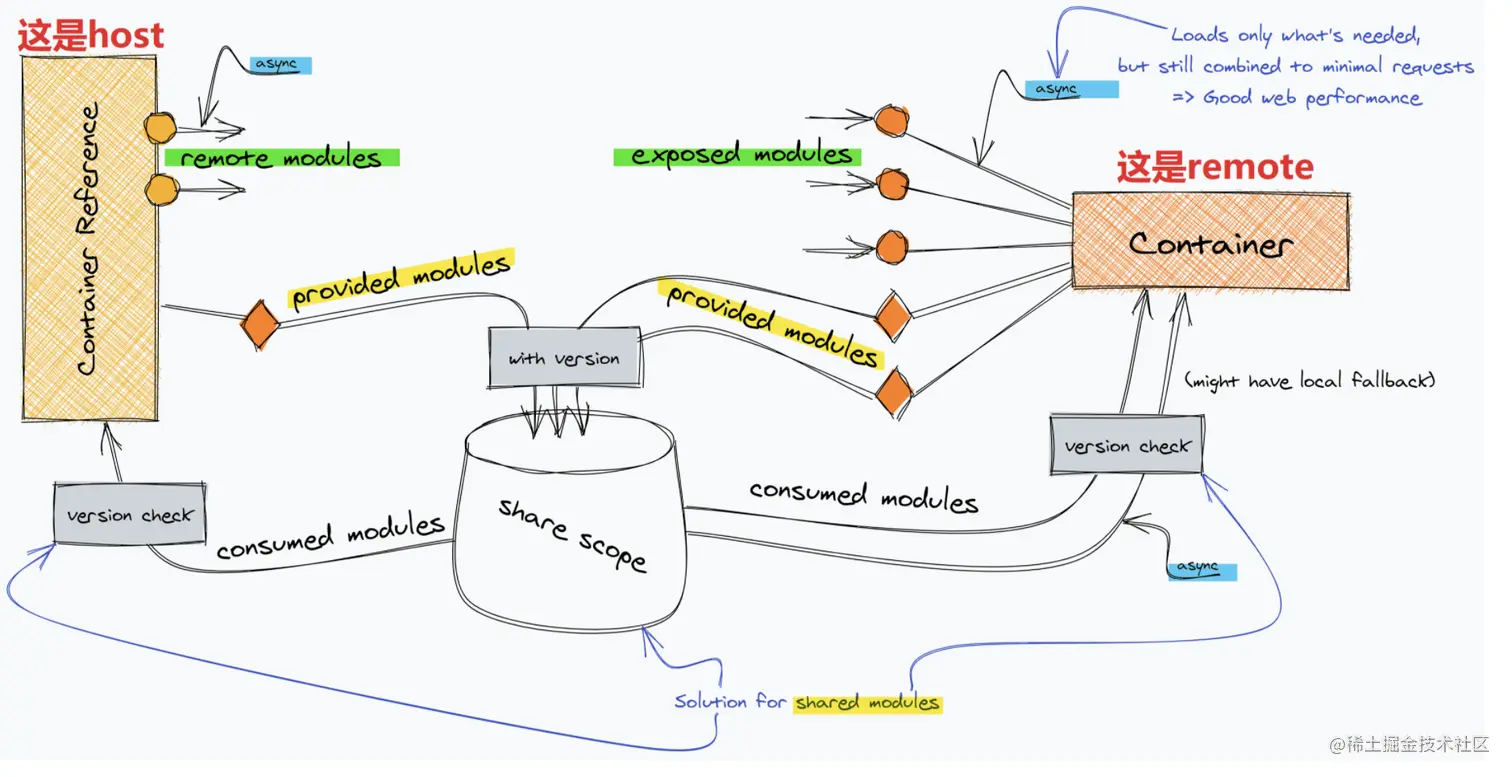 这是host
async
Loads only what's needed,
but still combined to minimal requests
=> Good web performance
async
remote modules
exposed modules
这是remote
Container Reference
Container
provided modules
provided modules
with version
(might have local fallback)
version check
version check
consumed modules
share scope
consumed modules
async
Solution for shared modules
@稀土掘金技术社区